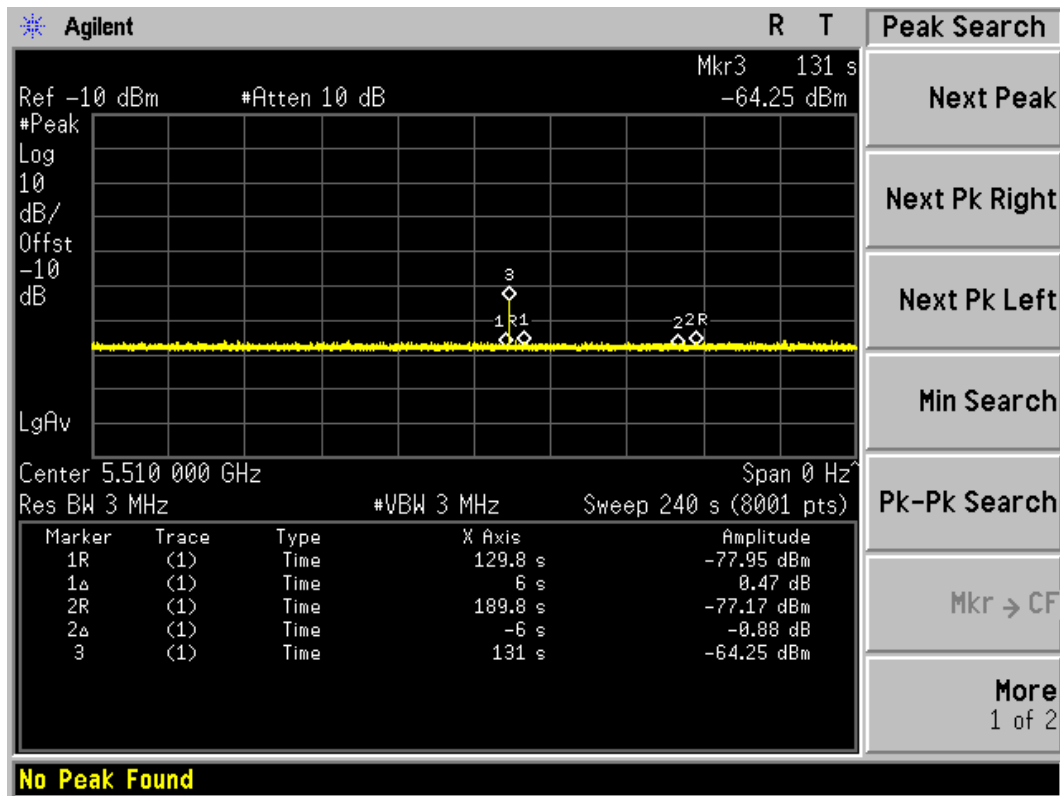 Agilent R T
Mkr3 131 s
Ref −10 dBm #Atten 10 dB −64.25 dBm
#Peak
Log
10
dB/
Offst
−10
dB
3
1 R1
2 2R
LgAv
Center 5.510 000 GHz Span 0 Hz^
Res BW 3 MHz #VBW 3 MHz Sweep 240 s (8001 pts)
Marker Trace Type X Axis Amplitude
1R (1) Time 129.8 s −77.95 dBm
1Δ (1) Time 6 s 0.47 dB
2R (1) Time 189.8 s −77.17 dBm
2Δ (1) Time −6 s −0.88 dB
3 (1) Time 131 s −64.25 dBm
No Peak Found
Peak Search
Next Peak
Next Pk Right
Next Pk Left
Min Search
Pk−Pk Search
Mkr → CF
More
1 of 2